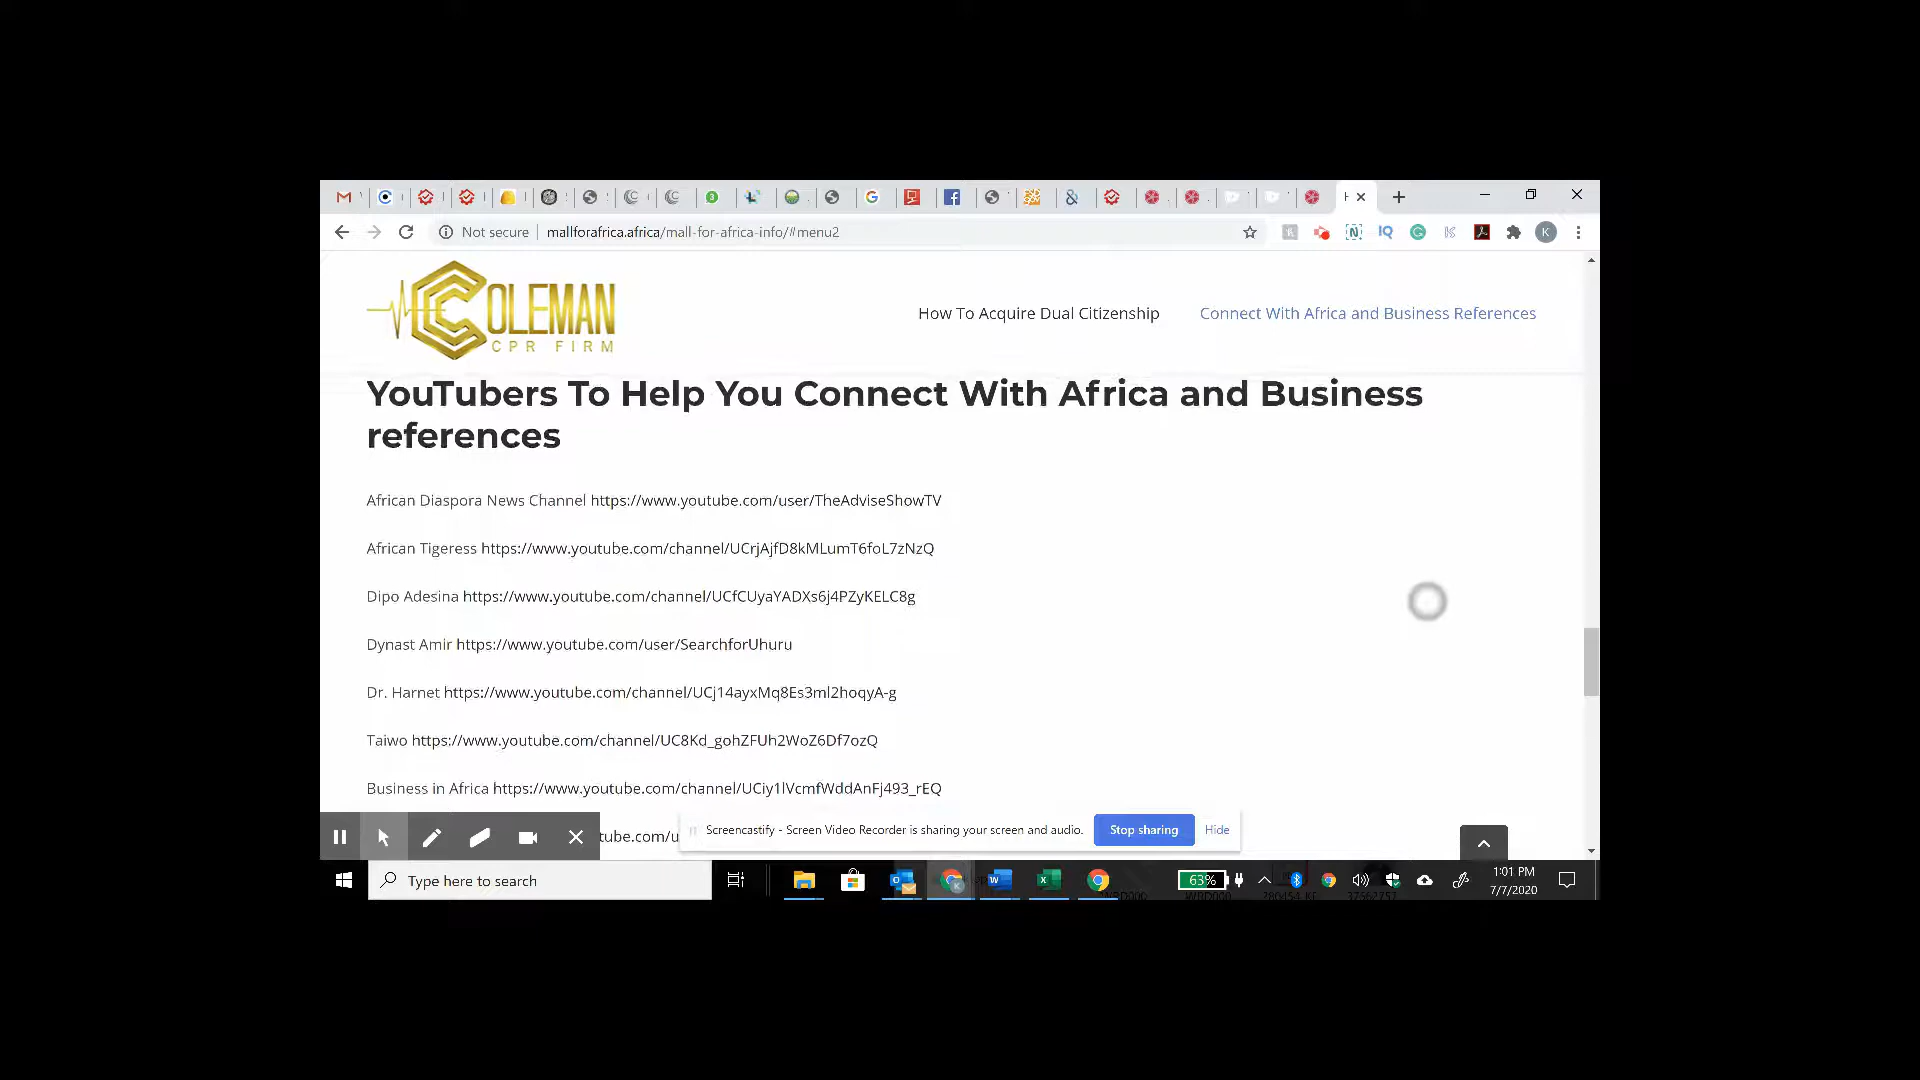 Not secure | mallforafrica.africa/mall-for-africa-info/#menu2
COLEMAN
CPR FIRM
How To Acquire Dual Citizenship
Connect With Africa and Business References
YouTubers To Help You Connect With Africa and Business
references
African Diaspora News Channel https://www.youtube.com/user/TheAdviseShowTV
African Tigeress https://www.youtube.com/channel/UCrjAjfD8kMLumT6foL7zNzQ
Dipo Adesina https://www.youtube.com/channel/UCfCUyaYADXs6j4PZyKELC8g
Dynast Amir https://www.youtube.com/user/SearchforUhuru
Dr. Harnet https://www.youtube.com/channel/UCj14ayxMq8Es3ml2hoqyA-g
Taiwo https://www.youtube.com/channel/UC8Kd_gohZFUh2WoZ6Df7ozQ
Business in Africa https://www.youtube.com/channel/UCiy1lVcmfWddAnFj493_rEQ
tube.com/u
Screencastify - Screen Video Recorder is sharing your screen and audio.
Stop sharing
Hide
Type here to search
63%
1:01 PM
7/7/2020